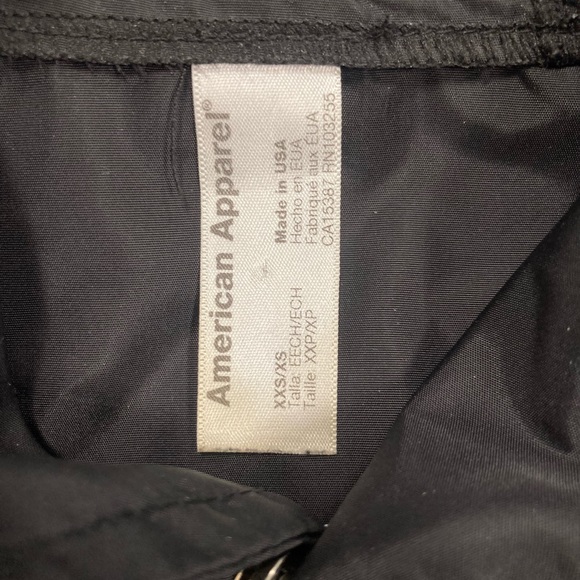 American Apparel®
XXS/XS
Talla: EECH/ECH
Taille: XXP/XP
Made in USA
Hecho en EUA
Fabriqué aux ÉUA
CA15387 RN103255